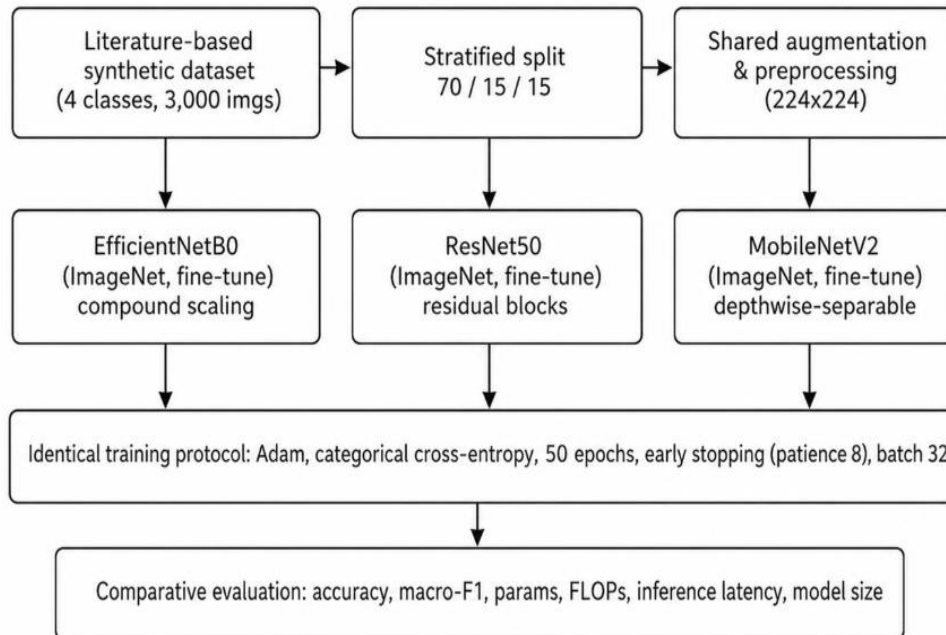 Literature-based
synthetic dataset
(4 classes, 3,000 imgs)
Stratified split
70 / 15 / 15
Shared augmentation
& preprocessing
(224x224)
EfficientNetB0
(ImageNet, fine-tune)
compound scaling
ResNet50
(ImageNet, fine-tune)
residual blocks
MobileNetV2
(ImageNet, fine-tune)
depthwise-separable
Identical training protocol: Adam, categorical cross-entropy, 50 epochs, early stopping (patience 8), batch 32
Comparative evaluation: accuracy, macro-F1, params, FLOPs, inference latency, model size